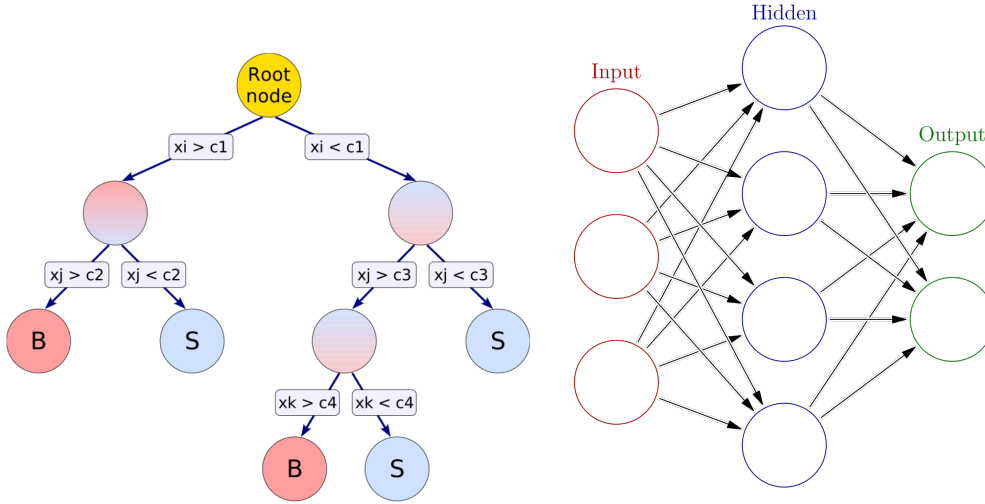 Root
node
xi > c1
xi < c1
xj > c2
xj < c2
xj > c3
xj < c3
B
S
S
xk > c4
xk < c4
B
S
Hidden
Input
Output